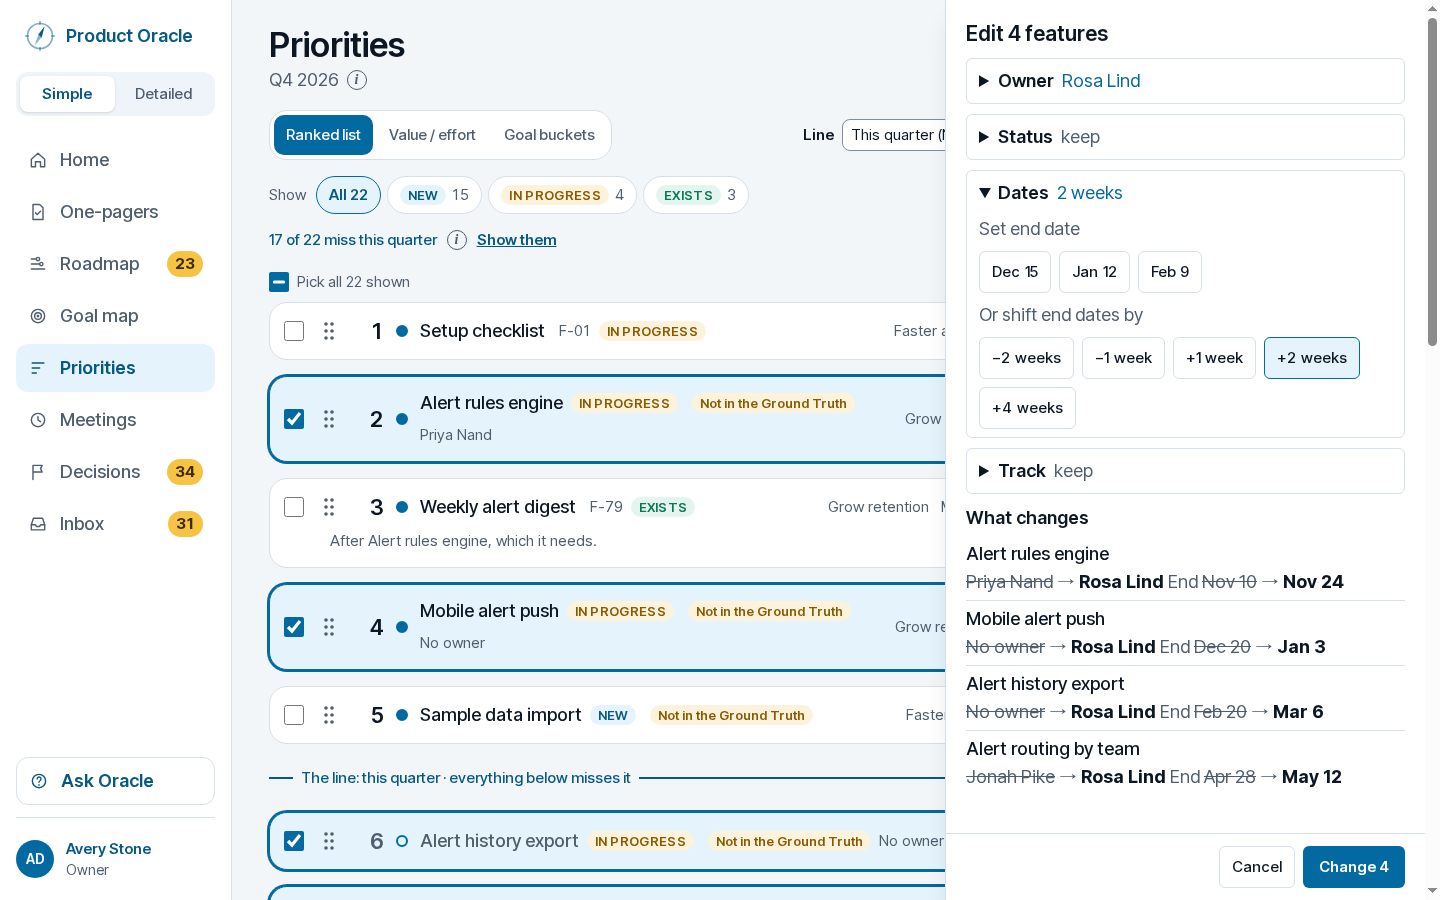 Product Oracle
Simple Detailed
Home
One-pagers
Roadmap 23
Goal map
Priorities
Meetings
Decisions 34
Inbox 31
Ask Oracle
AD Avery Stone
Owner
Priorities
Q4 2026 i
Ranked list Value / effort Goal buckets
Line This quarter (
Show All 22 NEW 15 IN PROGRESS 4 EXISTS 3
17 of 22 miss this quarter i Show them
Pick all 22 shown
1 Setup checklist F-01 IN PROGRESS Faster
2 Alert rules engine IN PROGRESS Not in the Ground Truth Grow
Priya Nand
3 Weekly alert digest F-79 EXISTS Grow retention
After Alert rules engine, which it needs.
4 Mobile alert push IN PROGRESS Not in the Ground Truth Grow
No owner
5 Sample data import NEW Not in the Ground Truth
The line: this quarter · everything below misses it
6 Alert history export IN PROGRESS Not in the Ground Truth No owner
Edit 4 features
Owner Rosa Lind
Status keep
Dates 2 weeks
Set end date
Dec 15 Jan 12 Feb 9
Or shift end dates by
−2 weeks −1 week +1 week +2 weeks
+4 weeks
Track keep
What changes
Alert rules engine
Priya Nand → Rosa Lind End Nov 10 → Nov 24
Mobile alert push
No owner → Rosa Lind End Dec 20 → Jan 3
Alert history export
No owner → Rosa Lind End Feb 20 → Mar 6
Alert routing by team
Jonah Pike → Rosa Lind End Apr 28 → May 12
Cancel Change 4